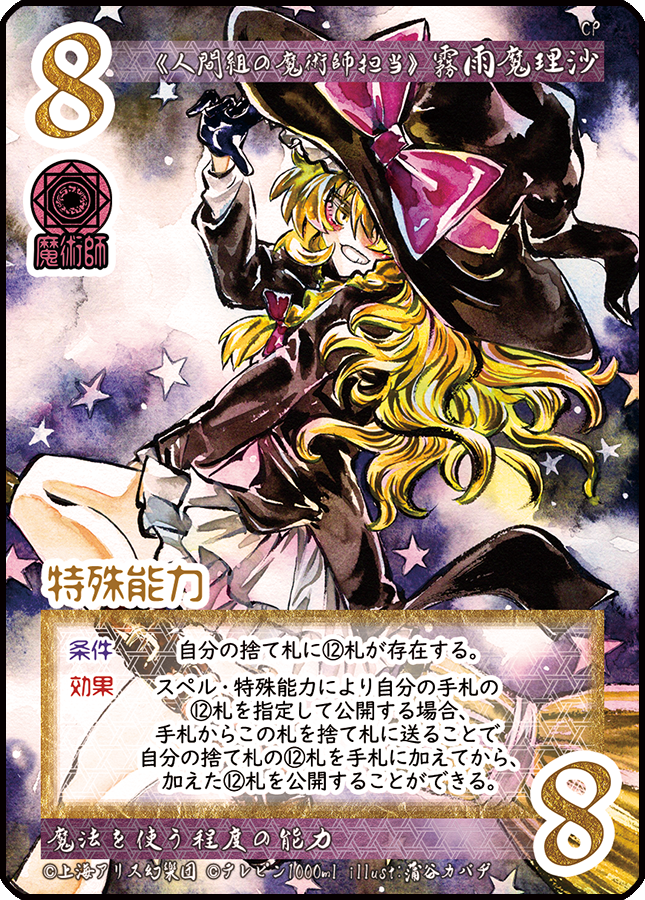 CP
8
《人間組の魔術師担当》霧雨魔理沙
魔術師
特殊能力
条件 自分の捨て札に⑫札が存在する。
効果 スペル・特殊能力により自分の手札の
⑫札を指定して公開する場合、
手札からこの札を捨て札に送ることで
自分の捨て札の⑫札を手札に加えてから、
加えた⑫札を公開することができる。
8
魔法を使う程度の能力
©上海アリス幻樂団 ©テレビン1000ml illust:蒲谷カバヂ